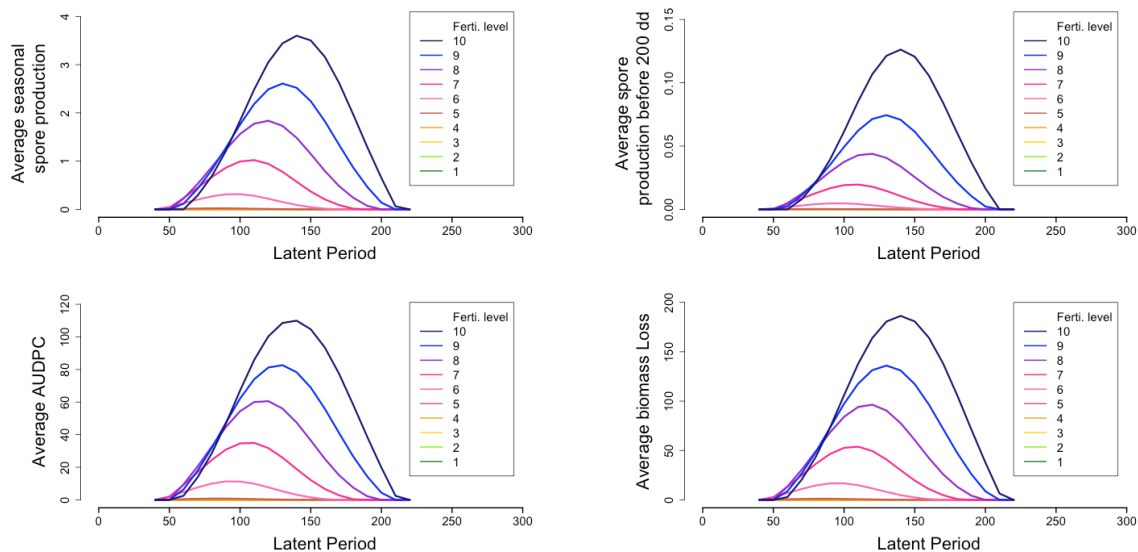 Average seasonal
spore production
0 1 2 3 4
0 50 100 150 200 250 300
Latent Period
Ferti. level
10
9
8
7
6
5
4
3
2
1
Average spore
production before 200 dd
0.00 0.05 0.10 0.15
0 50 100 150 200 250 300
Latent Period
Ferti. level
10
9
8
7
6
5
4
3
2
1
Average AUDPC
0 20 40 60 80 100 120
0 50 100 150 200 250 300
Latent Period
Ferti. level
10
9
8
7
6
5
4
3
2
1
Average biomass Loss
0 50 100 150 200
0 50 100 150 200 250 300
Latent Period
Ferti. level
10
9
8
7
6
5
4
3
2
1